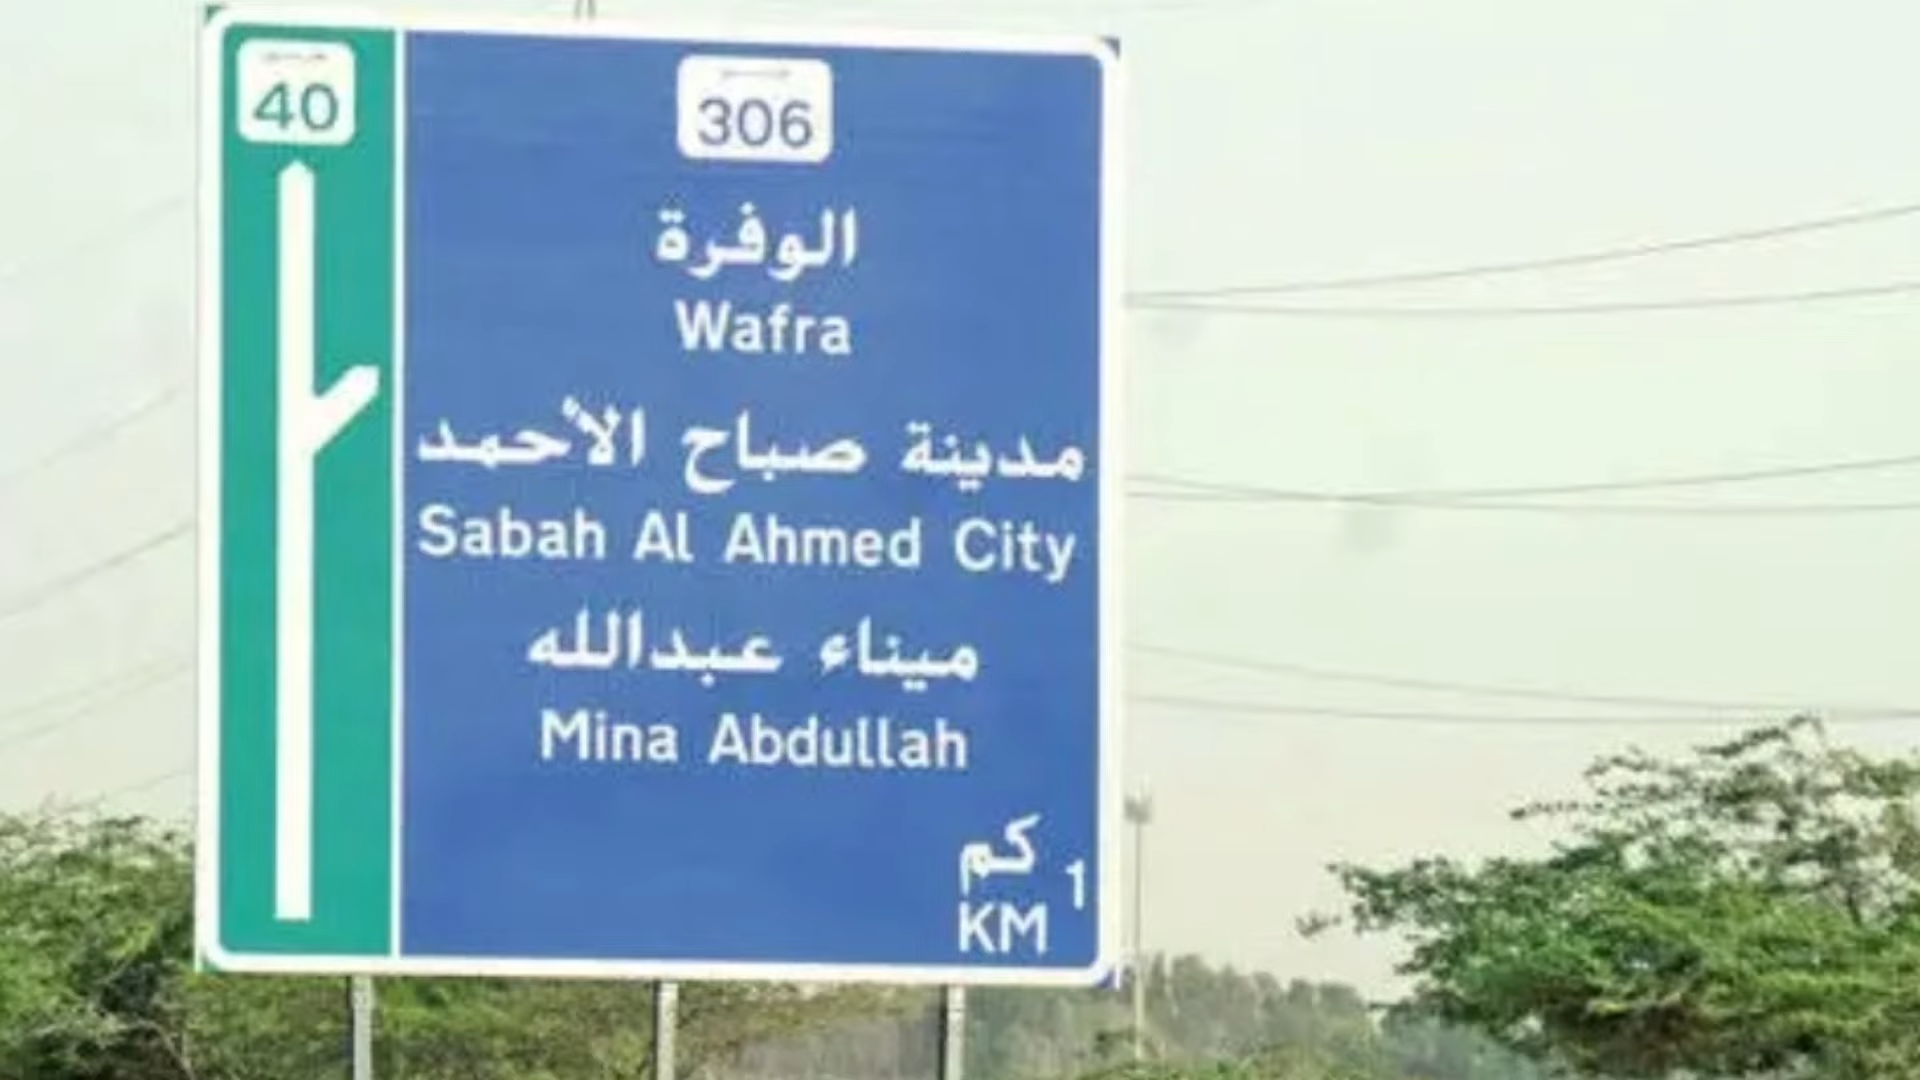 40
306
الوفرة
Wafra
مدينة صباح الأحمد
Sabah Al Ahmed City
ميناء عبدالله
Mina Abdullah
كم 1
KM